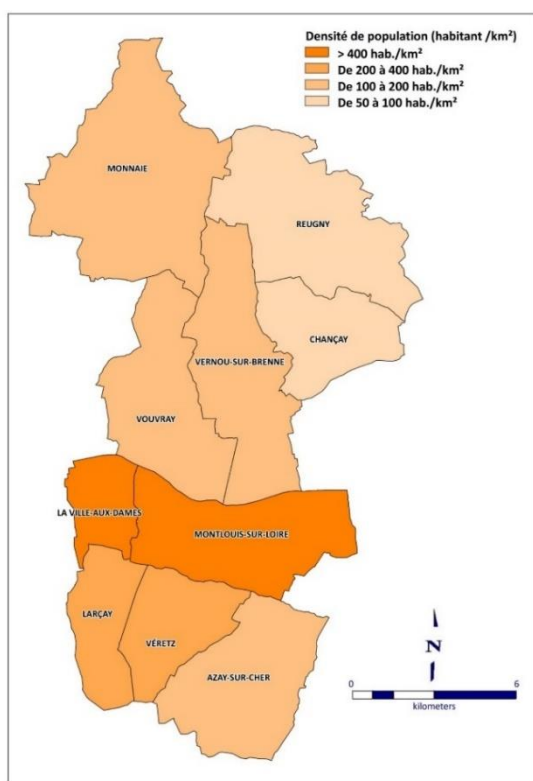 Densité de population (habitant /km²)
> 400 hab./km²
De 200 à 400 hab./km²
De 100 à 200 hab./km²
De 50 à 100 hab./km²
MONNAIE
REUGNY
CHANÇAY
VERNOU-SUR-BRENNE
VOUVRAY
LA VILLE-AUX-DAMES
MONTLOUIS-SUR-LOIRE
LARÇAY
VÉRETZ
AZAY-SUR-CHER
N
0 6
kilometers